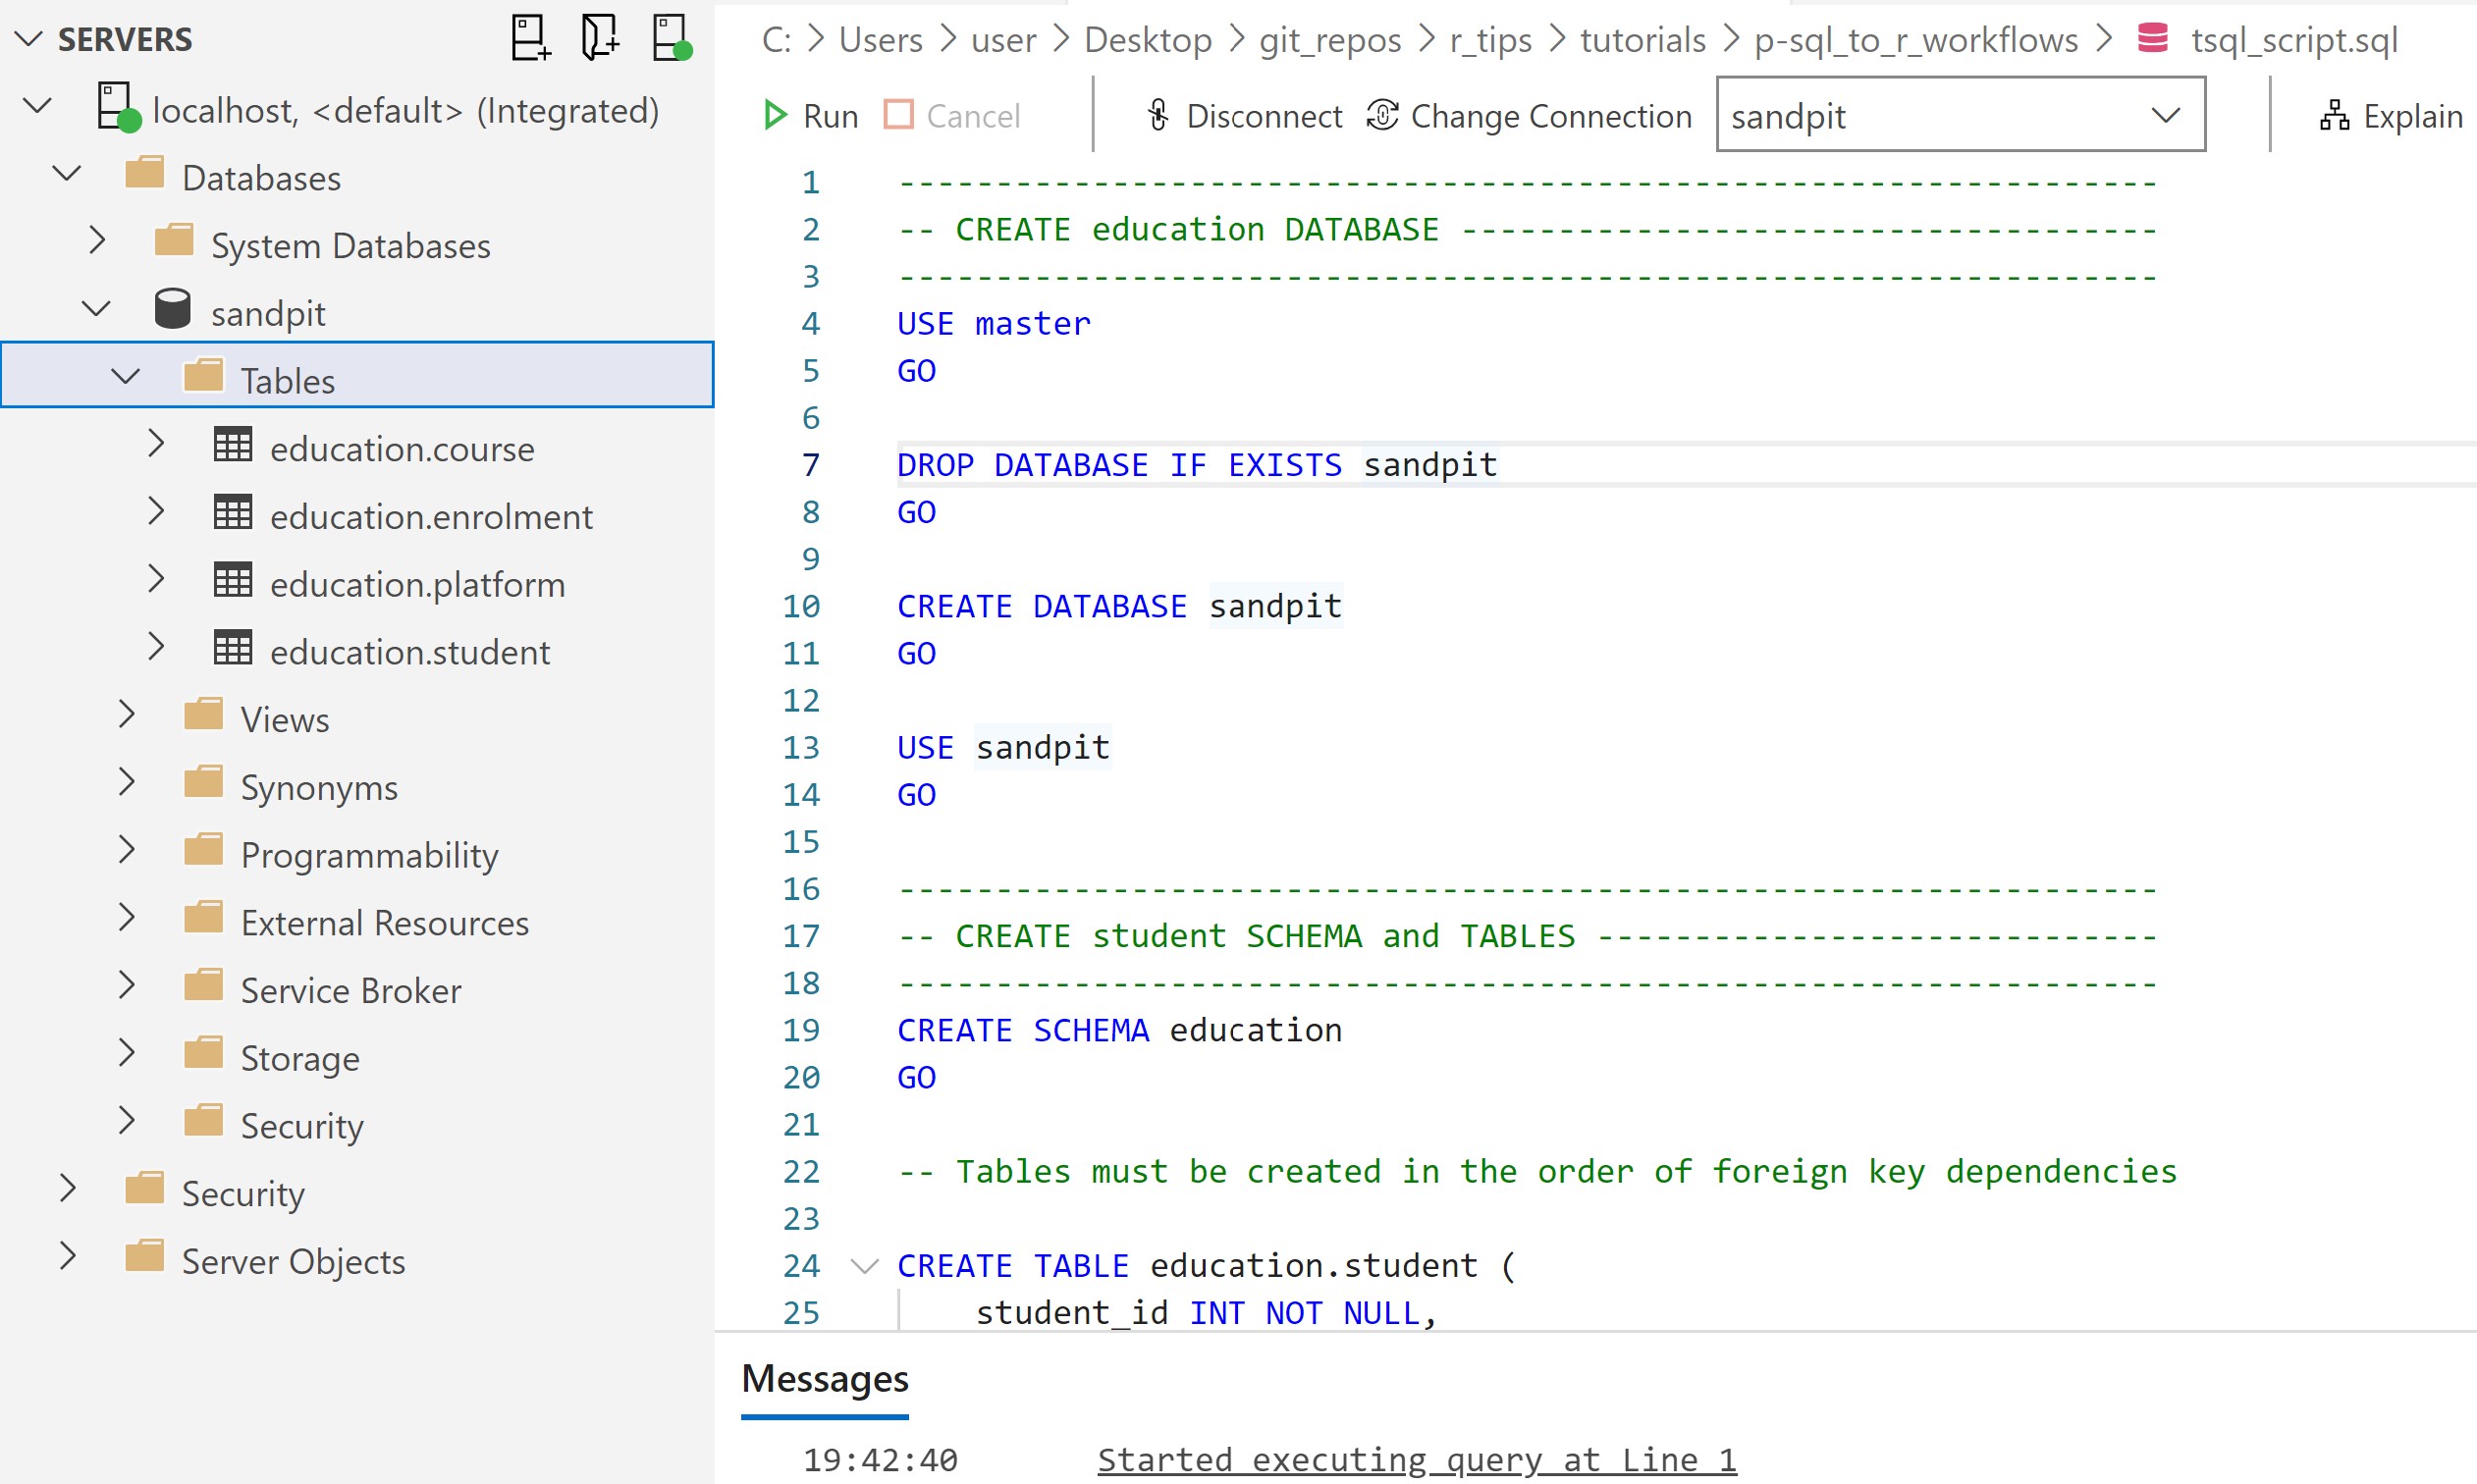 SERVERS
localhost, <default> (Integrated)
Databases
System Databases
sandpit
Tables
education.course
education.enrolment
education.platform
education.student
Views
Synonyms
Programmability
External Resources
Service Broker
Storage
Security
Security
Server Objects
C: > Users > user > Desktop > git_repos > r_tips > tutorials > p-sql_to_r_workflows > tsql_script.sql
Run Cancel Disconnect Change Connection sandpit Explain
1 -----------------------------------------------------------------
2 -- CREATE education DATABASE ------------------------------------
3 -----------------------------------------------------------------
4 USE master
5 GO
6
7 DROP DATABASE IF EXISTS sandpit
8 GO
9
10 CREATE DATABASE sandpit
11 GO
12
13 USE sandpit
14 GO
15
16 -----------------------------------------------------------------
17 -- CREATE student SCHEMA and TABLES -----------------------------
18 -----------------------------------------------------------------
19 CREATE SCHEMA education
20 GO
21
22 -- Tables must be created in the order of foreign key dependencies
23
24 CREATE TABLE education.student (
25     student_id INT NOT NULL,
Messages
19:42:40 Started executing query at Line 1